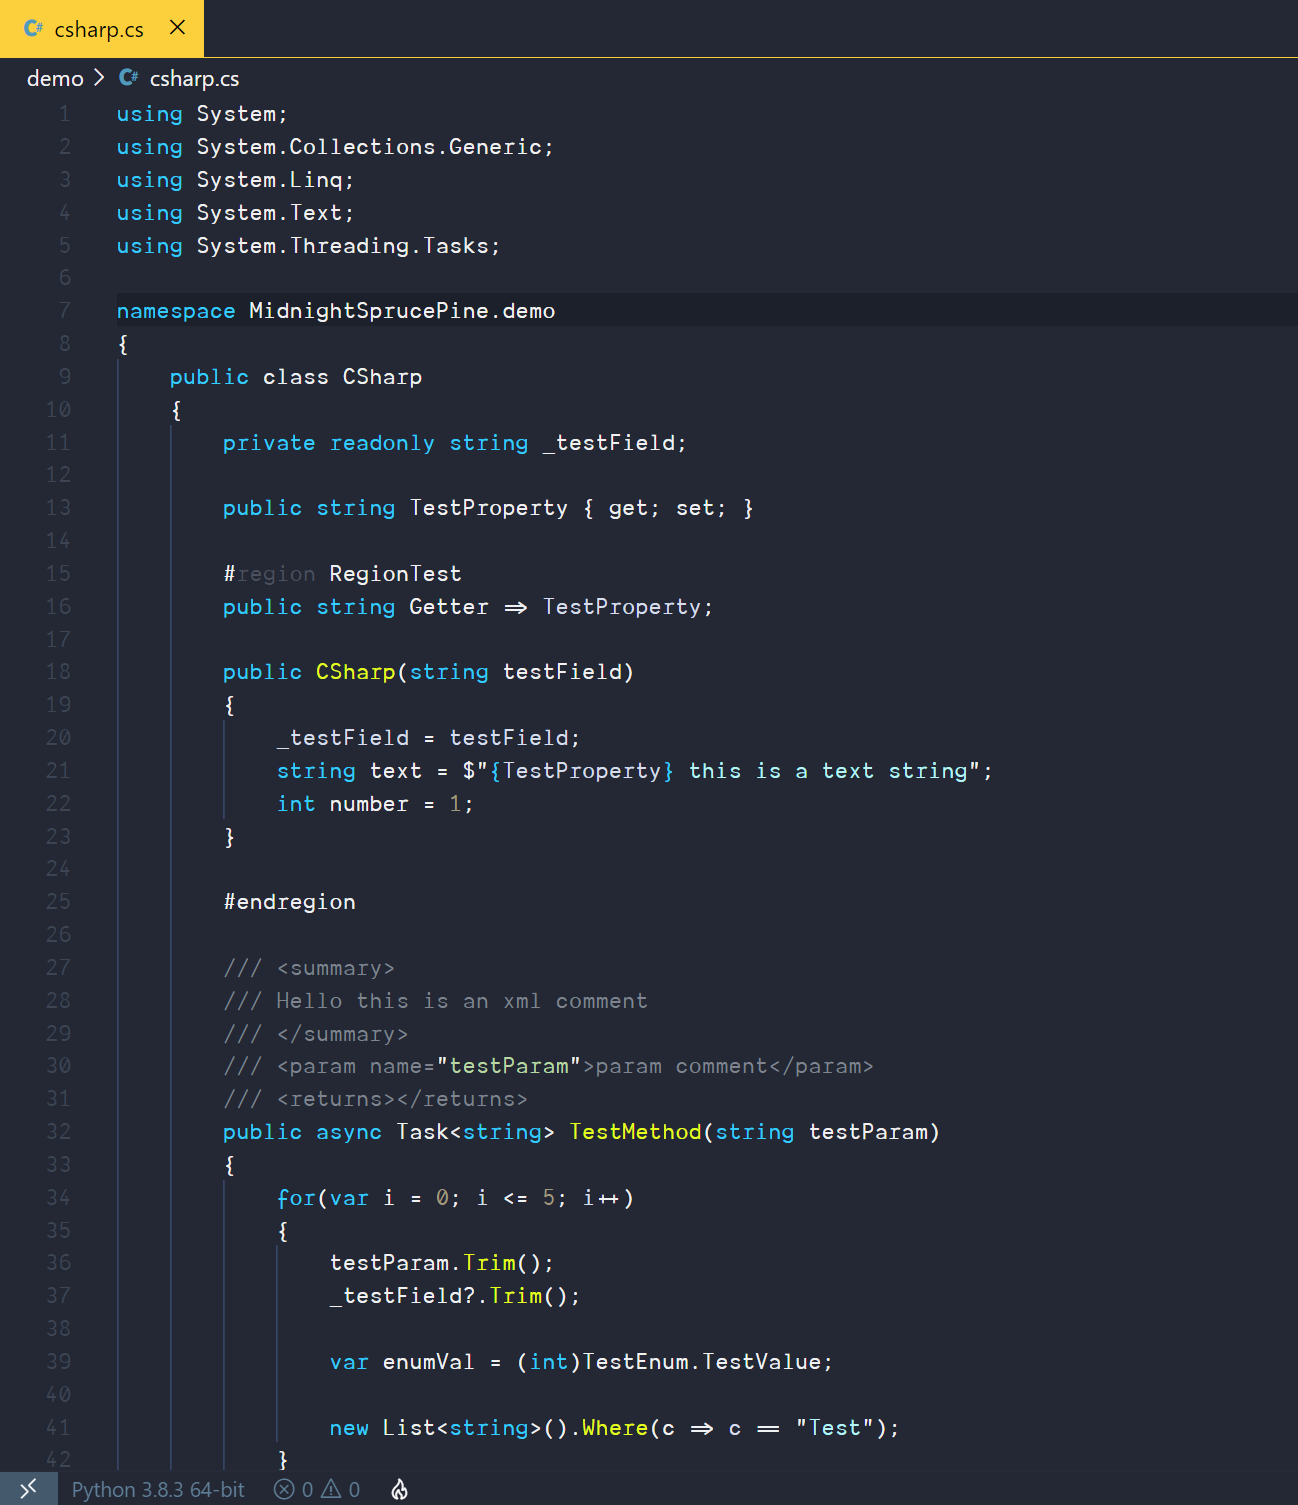 csharp.cs
demo > csharp.cs
1 using System;
2 using System.Collections.Generic;
3 using System.Linq;
4 using System.Text;
5 using System.Threading.Tasks;
6
7 namespace MidnightSprucePine.demo
8 {
9     public class CSharp
10     {
11         private readonly string _testField;
12
13         public string TestProperty { get; set; }
14
15         #region RegionTest
16         public string Getter => TestProperty;
17
18         public CSharp(string testField)
19         {
20             _testField = testField;
21             string text = $"{TestProperty} this is a text string";
22             int number = 1;
23         }
24
25         #endregion
26
27         /// <summary>
28         /// Hello this is an xml comment
29         /// </summary>
30         /// <param name="testParam">param comment</param>
31         /// <returns></returns>
32         public async Task<string> TestMethod(string testParam)
33         {
34             for(var i = 0; i <= 5; i++)
35             {
36                 testParam.Trim();
37                 _testField?.Trim();
38
39                 var enumVal = (int)TestEnum.TestValue;
40
41                 new List<string>().Where(c => c == "Test");
42             }
Python 3.8.3 64-bit 0 0